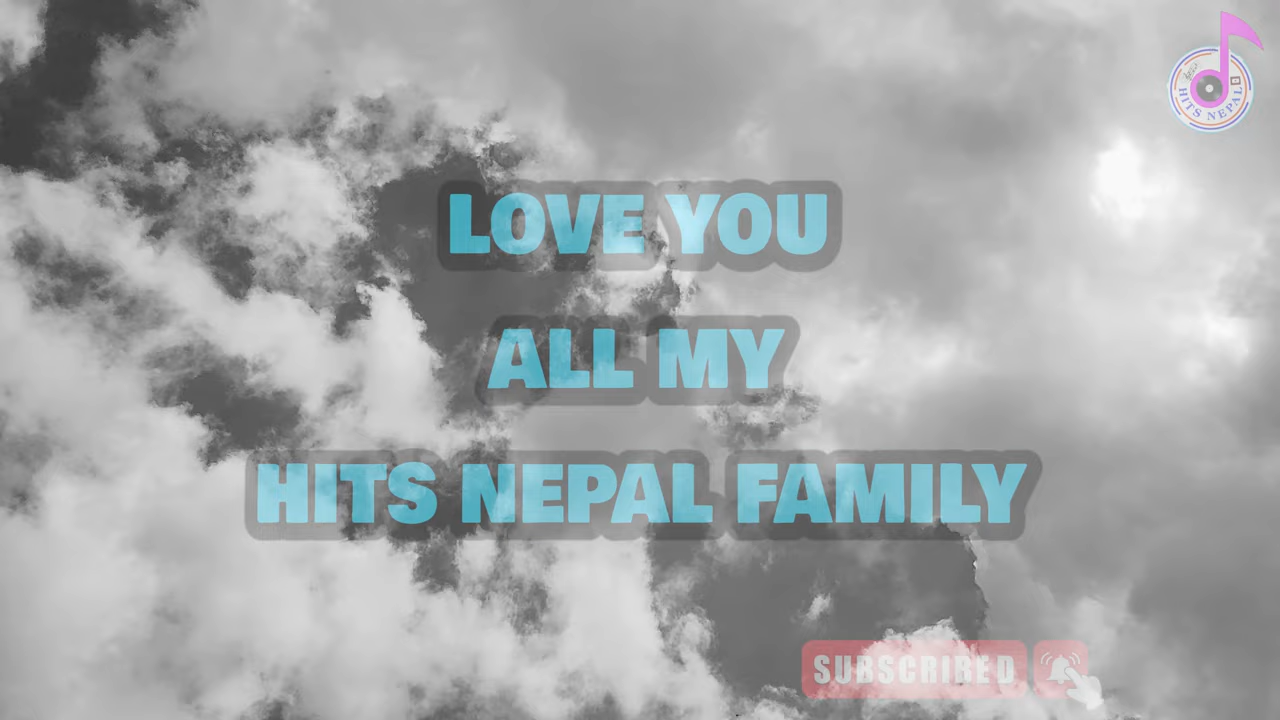 HITS NEPAL
LOVE YOU
ALL MY
HITS NEPAL FAMILY
SUBSCRIBED